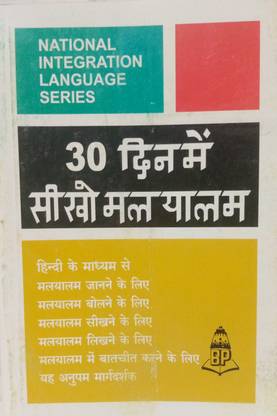 NATIONAL
INTEGRATION
LANGUAGE
SERIES
30 दिन में
सीखो मलयालम
हिन्दी के माध्यम से
मलयालम जानने के लिए
मलयालम बोलने के लिए
मलयालम सीखने के लिए
मलयालम लिखने के लिए
मलयालम में बातचीत करने के लिए
यह अनुपम मार्गदर्शक
BP